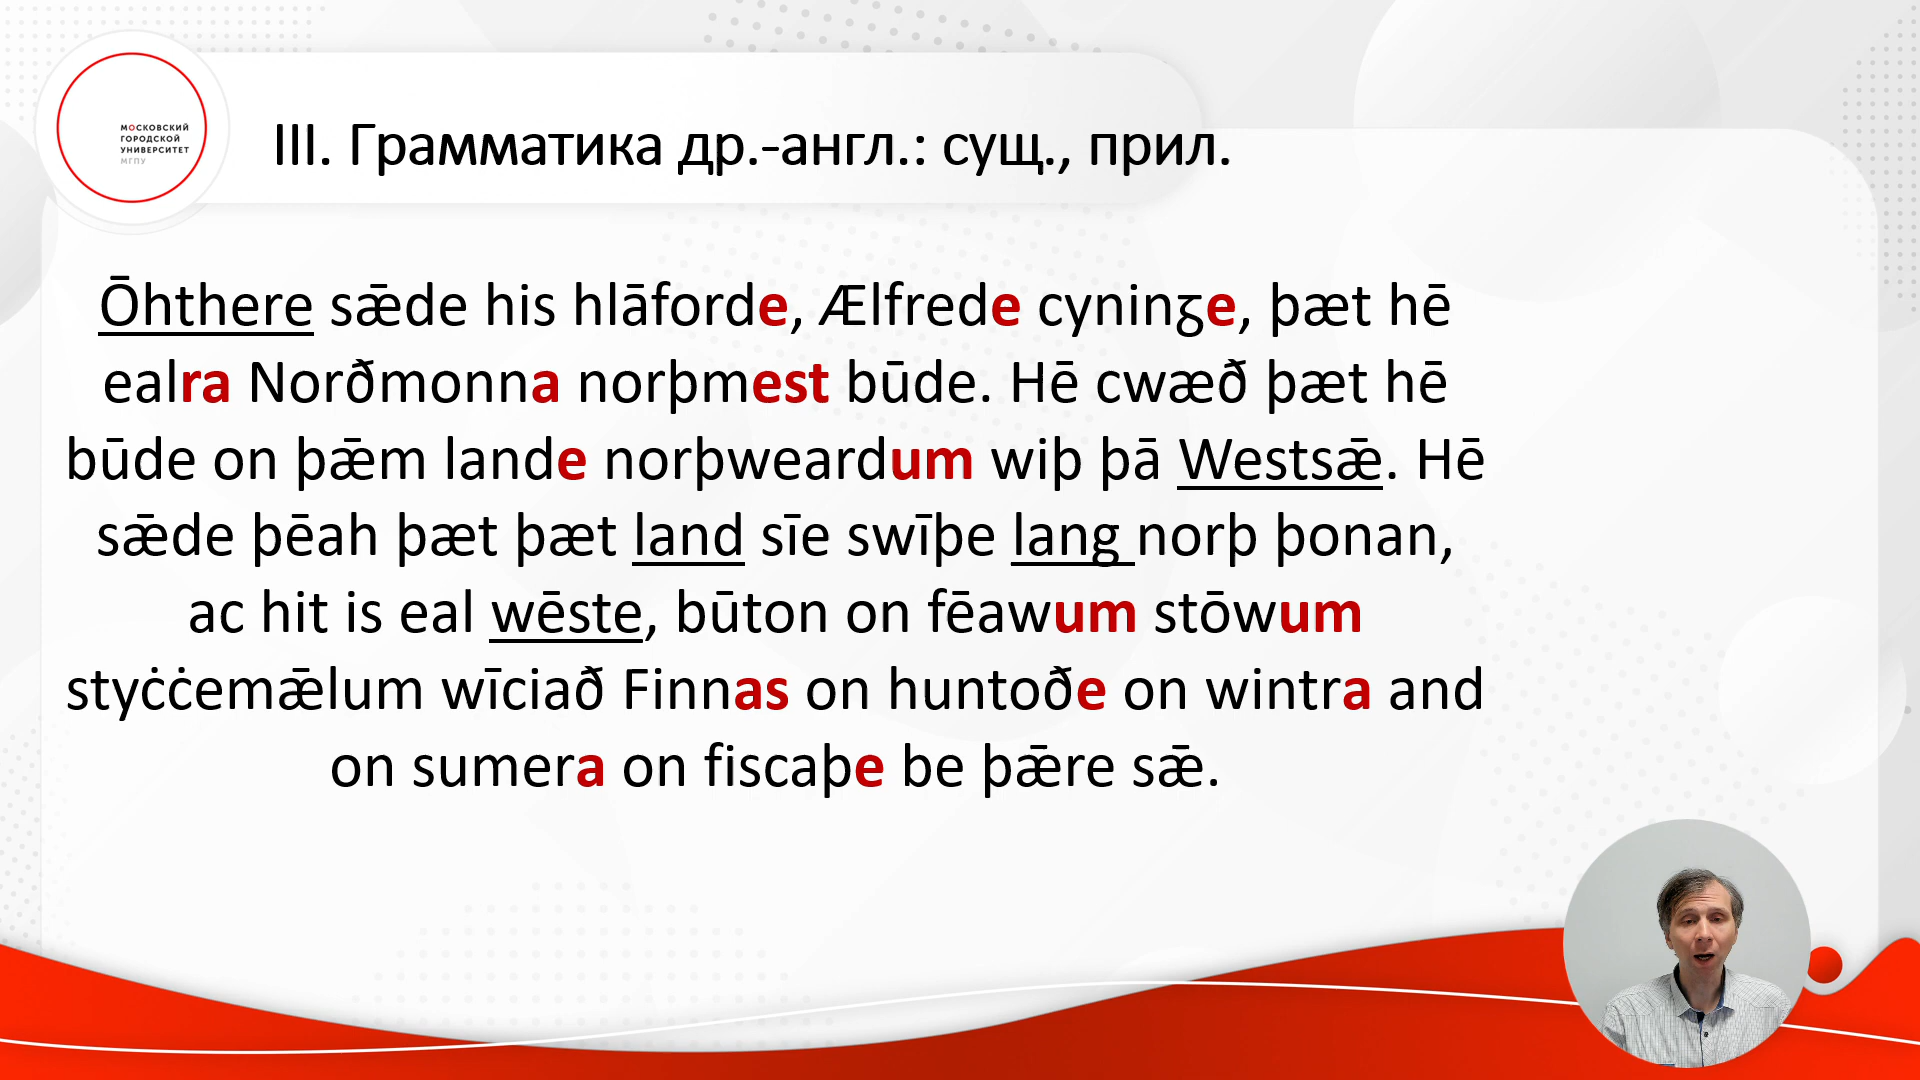 МОСКОВСКИЙ
ГОРОДСКОЙ
УНИВЕРСИТЕТ
МГПУ
III. Грамматика др.-англ.: сущ., прил.
Ōhthere sǣde his hlāforde, Ælfrede cyninᵹe, þæt hē
ealra Norðmonna norþmest būde. Hē cwæð þæt hē
būde on þǣm lande norþweardum wiþ þā Westsǣ. Hē
sǣde þēah þæt þæt land sīe swīþe lang norþ þonan,
ac hit is eal wēste, būton on fēawum stōwum
styċċemǣlum wīciað Finnas on huntoðe on wintra and
on sumera on fiscaþe be þǣre sǣ.